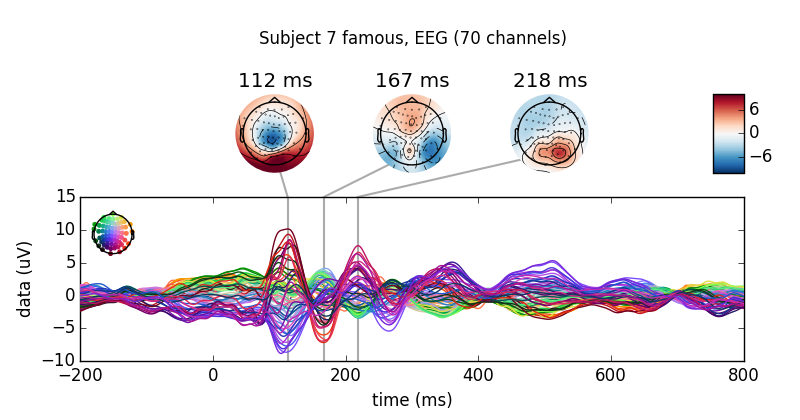 Subject 7 famous, EEG (70 channels)
112 ms 167 ms 218 ms
6
0
−6
15
10
5
0
−5
−10
data (uV)
−200 0 200 400 600 800
time (ms)